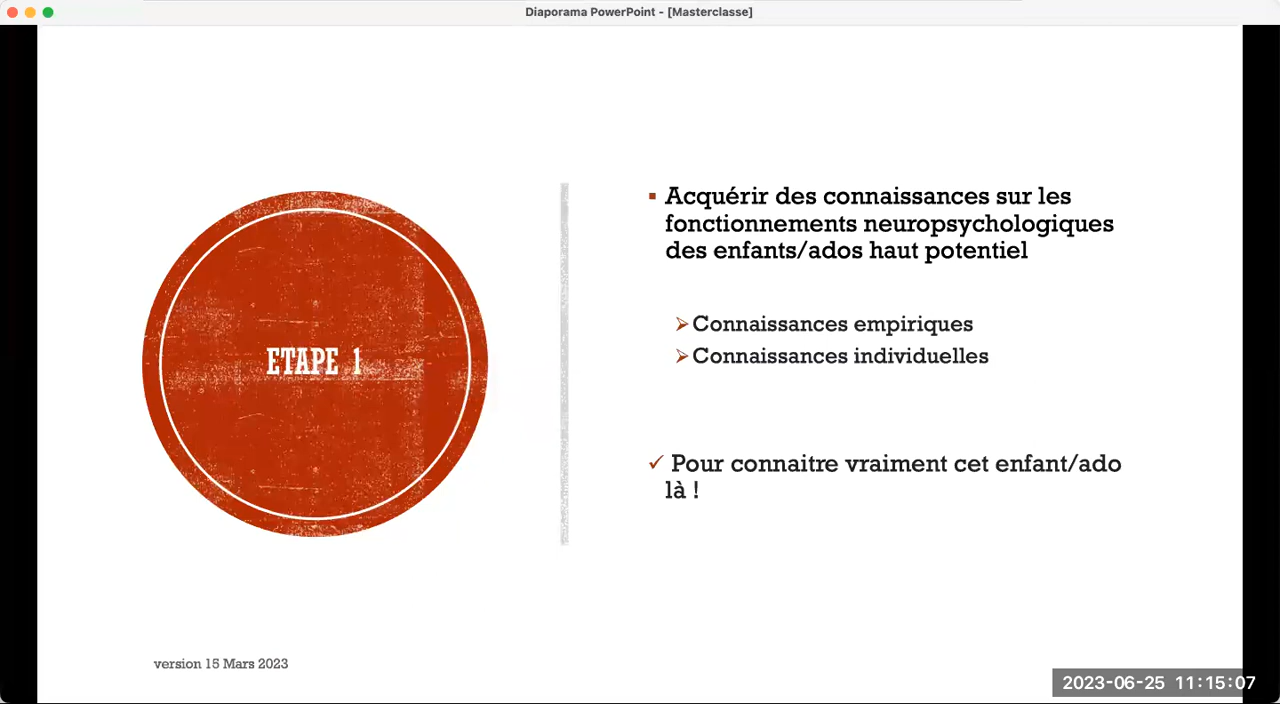 Diaporama PowerPoint - [Masterclasse]
ETAPE 1
Acquérir des connaissances sur les
fonctionnements neuropsychologiques
des enfants/ados haut potentiel
Connaissances empiriques
Connaissances individuelles
Pour connaitre vraiment cet enfant/ado
là !
version 15 Mars 2023
2023-06-25 11:15:07